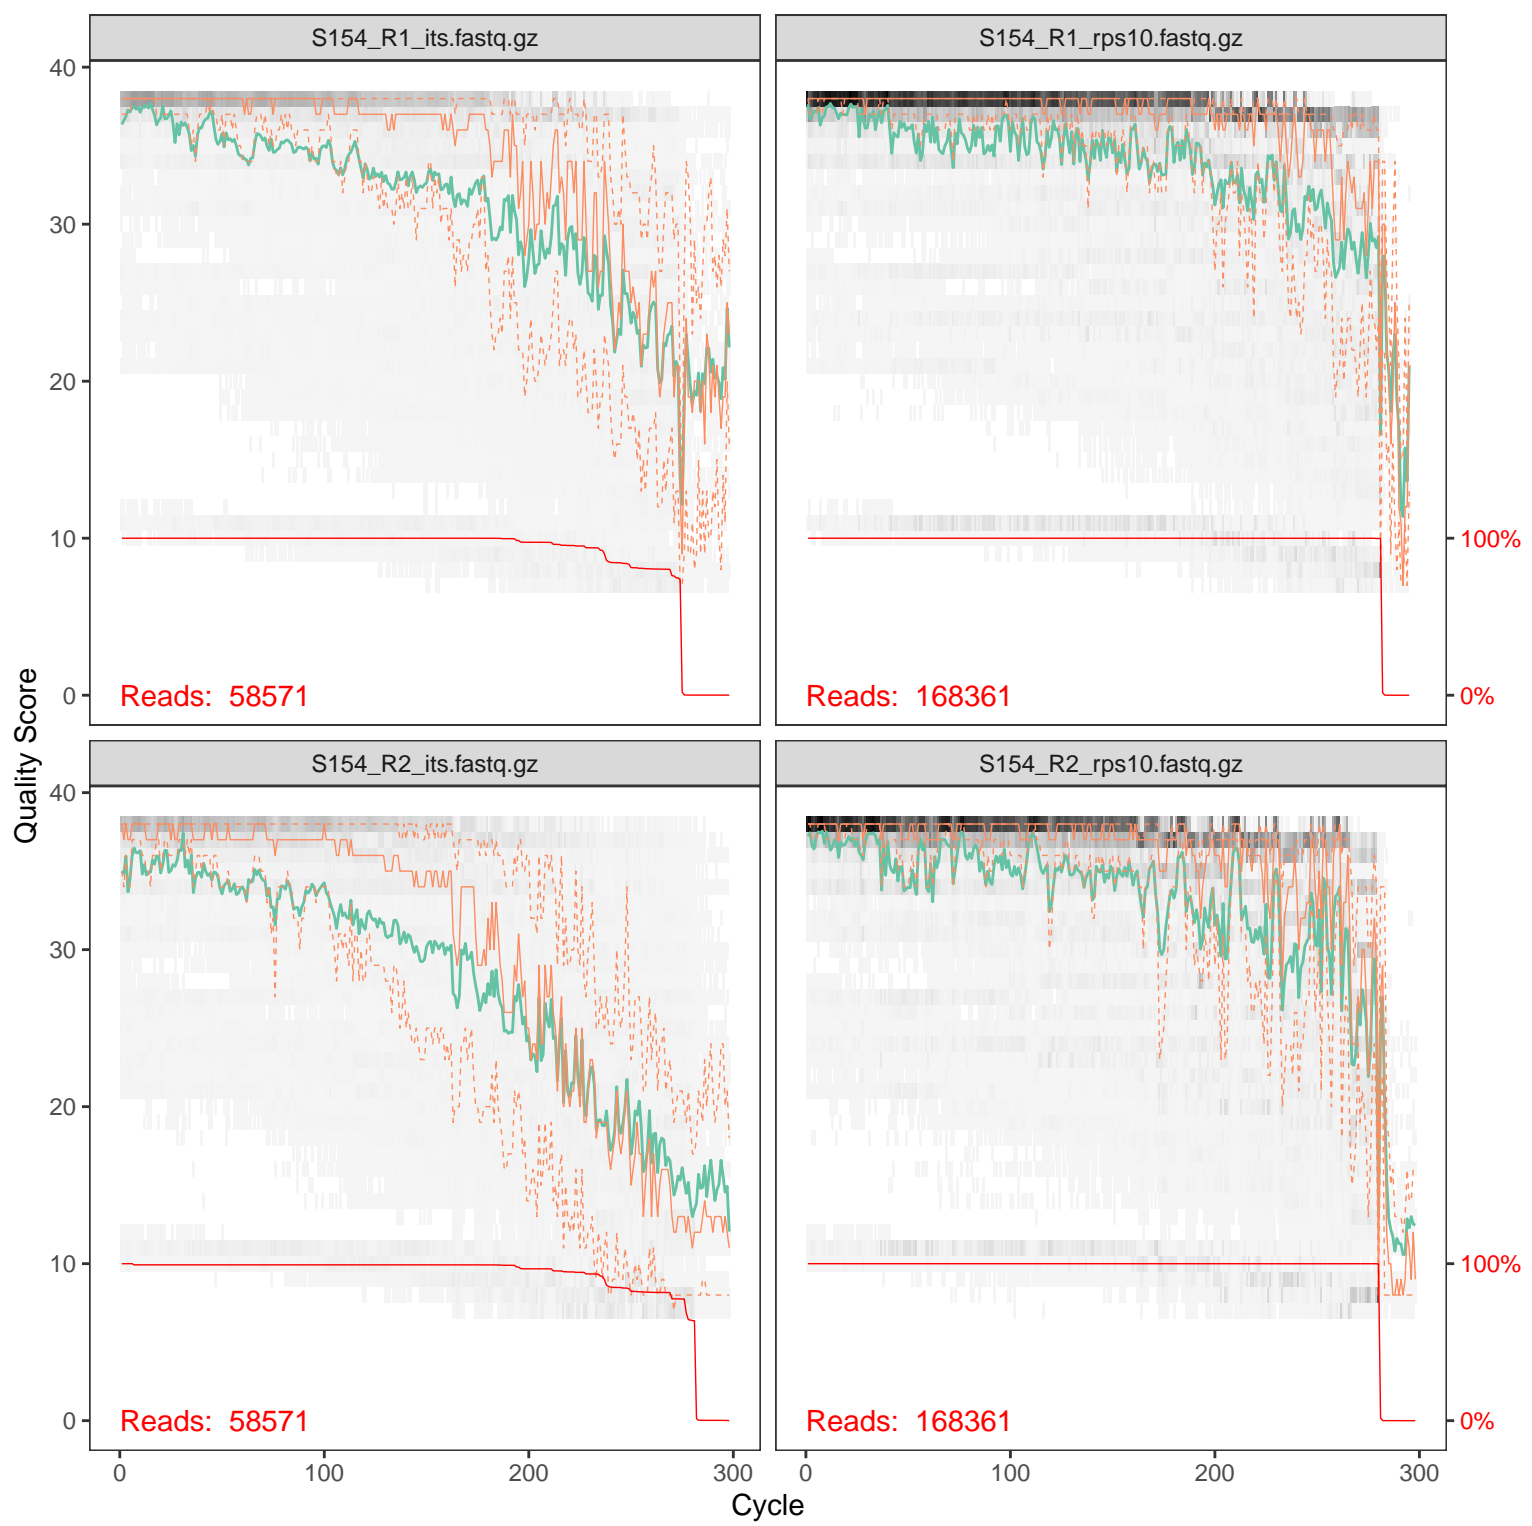 S154_R1_its.fastq.gz
S154_R1_rps10.fastq.gz
40
30
20
10
0
100%
0%
Reads: 58571
Reads: 168361
Quality Score
S154_R2_its.fastq.gz
S154_R2_rps10.fastq.gz
40
30
20
10
0
100%
0%
Reads: 58571
Reads: 168361
0
100
200
300
0
100
200
300
Cycle